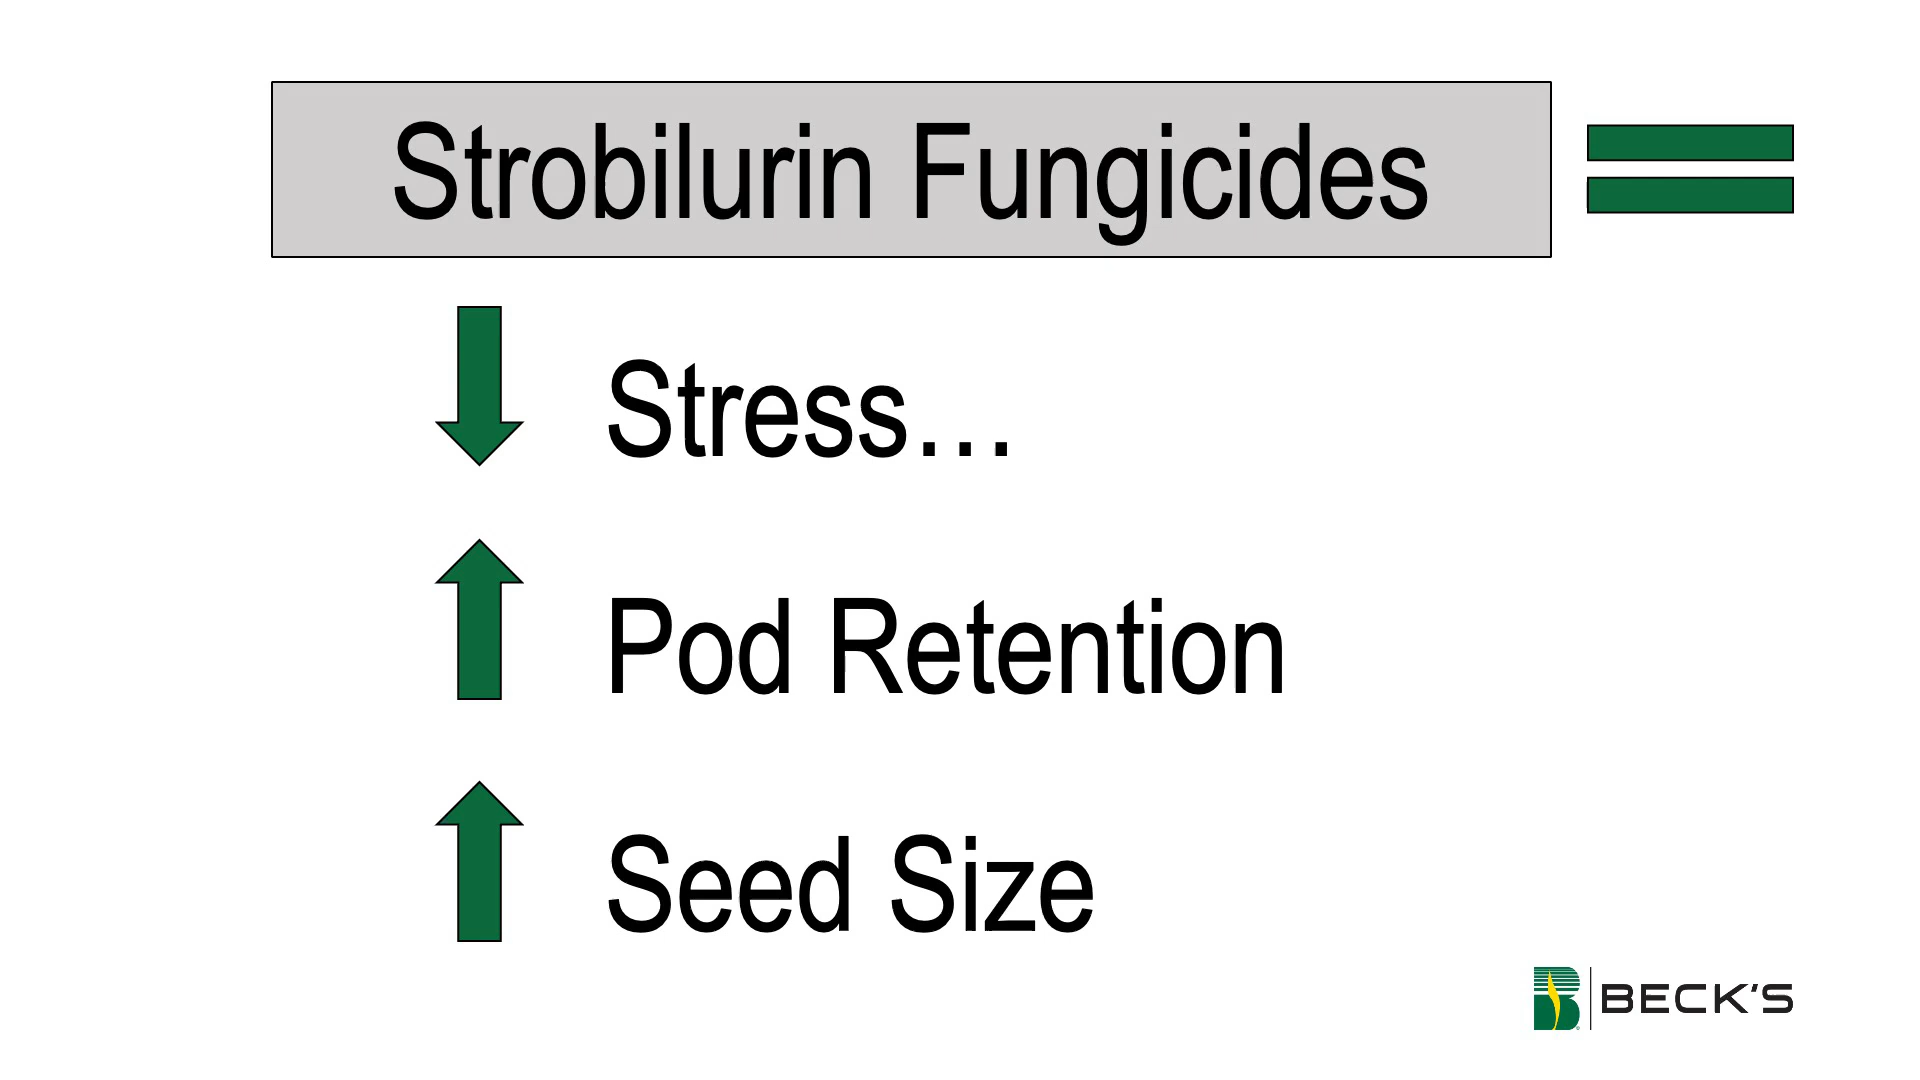 Strobilurin Fungicides
Stress…
Pod Retention
Seed Size
BECK'S